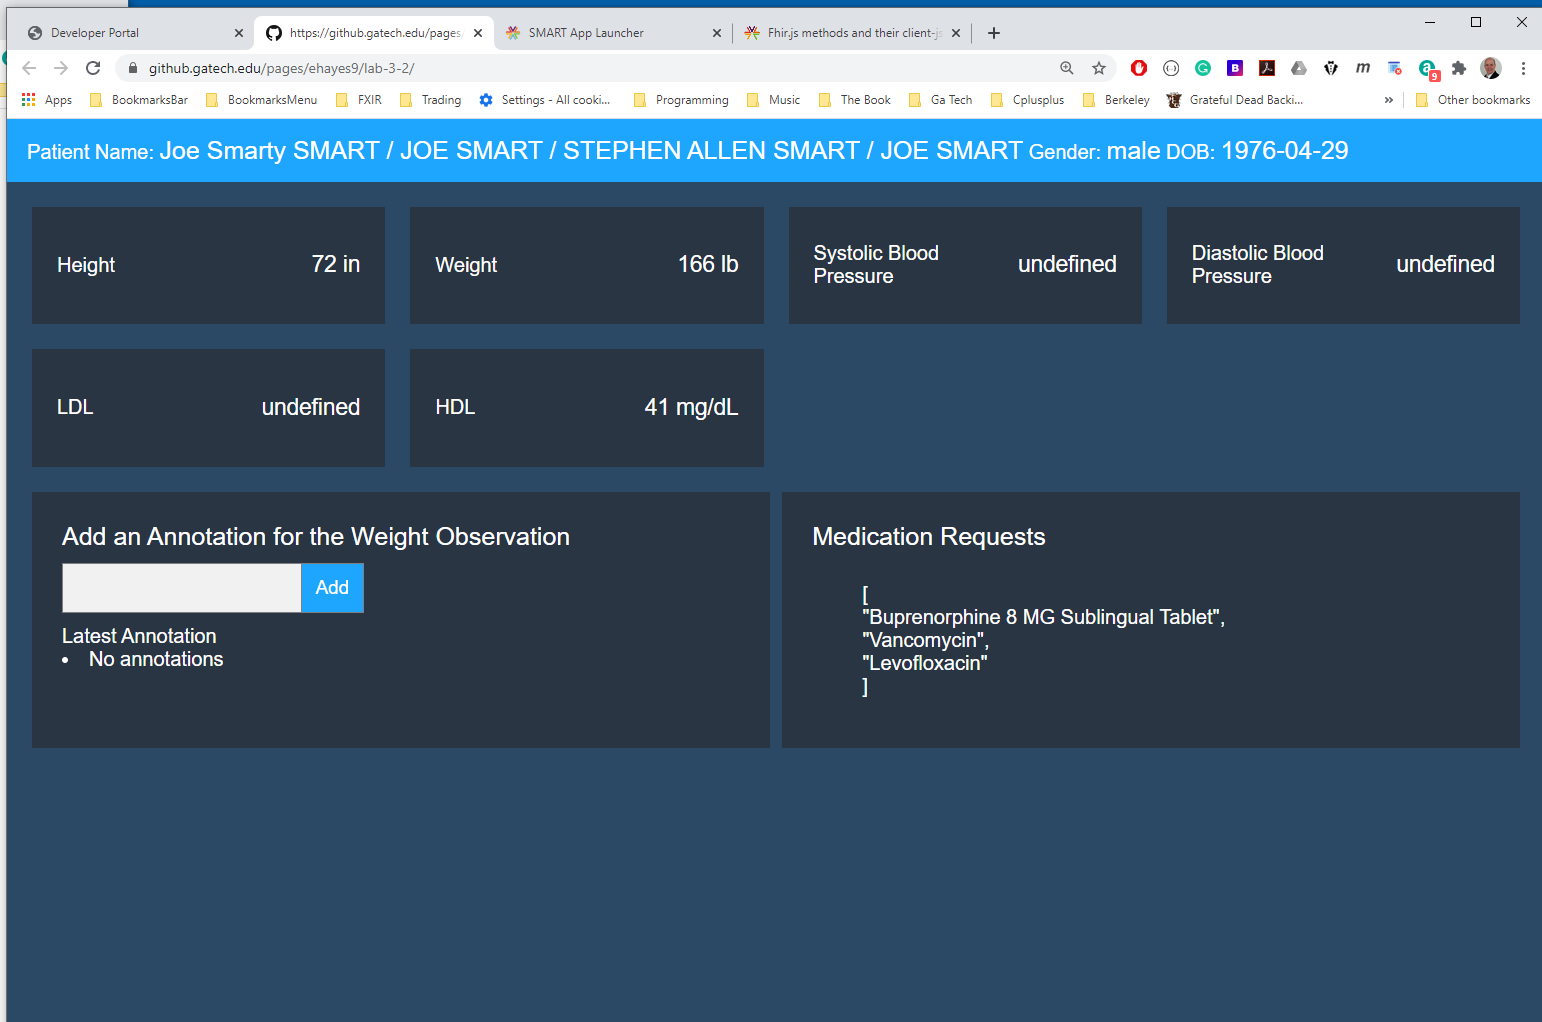 Developer Portal
https://github.gatech.edu/pages
SMART App Launcher
Fhir.js methods and their client-js
github.gatech.edu/pages/ehayes9/lab-3-2/
9
Apps
BookmarksBar
BookmarksMenu
FXIR
Trading
Settings - All cooki...
Programming
Music
The Book
Ga Tech
Cplusplus
Berkeley
Grateful Dead Backi...
»
Other bookmarks
Patient Name: Joe Smarty SMART / JOE SMART / STEPHEN ALLEN SMART / JOE SMART Gender: male DOB: 1976-04-29
Height 72 in
Weight 166 lb
Systolic Blood
Pressure
undefined
Diastolic Blood
Pressure
undefined
LDL undefined
HDL 41 mg/dL
Add an Annotation for the Weight Observation
Add
Latest Annotation
• No annotations
Medication Requests
[
"Buprenorphine 8 MG Sublingual Tablet",
"Vancomycin",
"Levofloxacin"
]